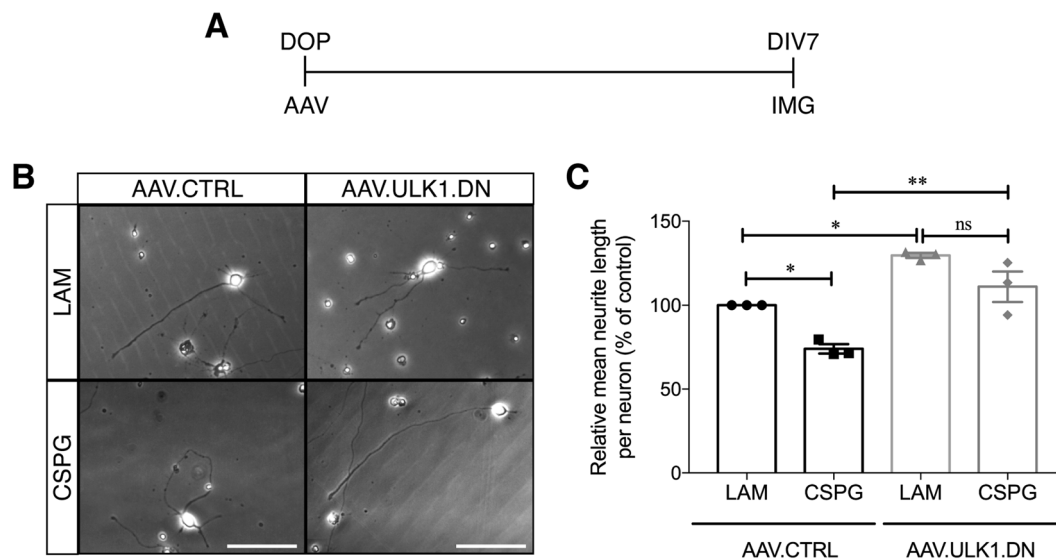 A
DOP
DIV7
AAV
IMG
B
AAV.CTRL
AAV.ULK1.DN
LAM
CSPG
C
Relative mean neurite length
per neuron (% of control)
150
100
50
0
*
*
**
ns
LAM
CSPG
LAM
CSPG
AAV.CTRL
AAV.ULK1.DN